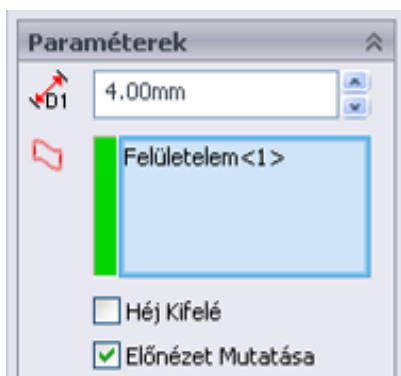 Paraméterek
D1
4.00mm
Felületelem<1>
Héj Kifelé
Előnézet Mutatása